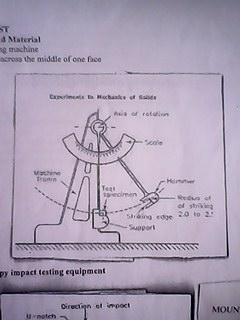 ST
d Material
ng machine
across the middle of one face
Experiments in Mechanics of Solids
Axis of rotation
Scale
Machine
Frame
Hammer
Test
specimen
Radius of
of striking
2.0 to 2.
Striking edge
Support
py impact testing equipment
Direction of impact
U-notch
MOUN